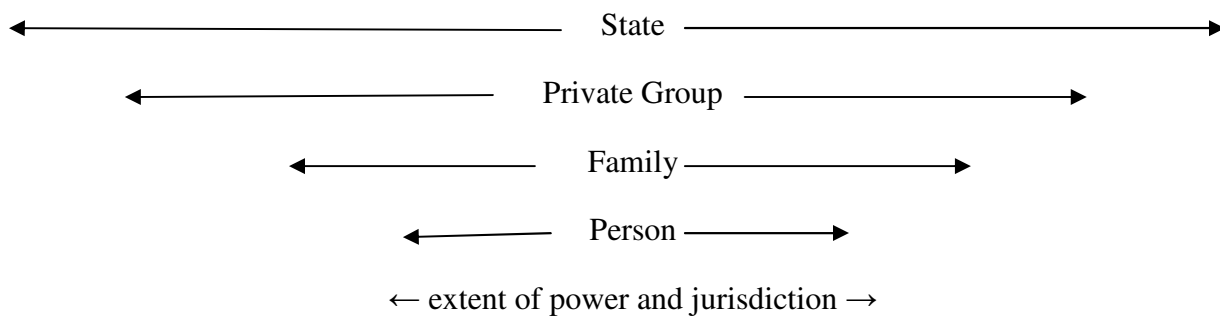 State
Private Group
Family
Person
← extent of power and jurisdiction →